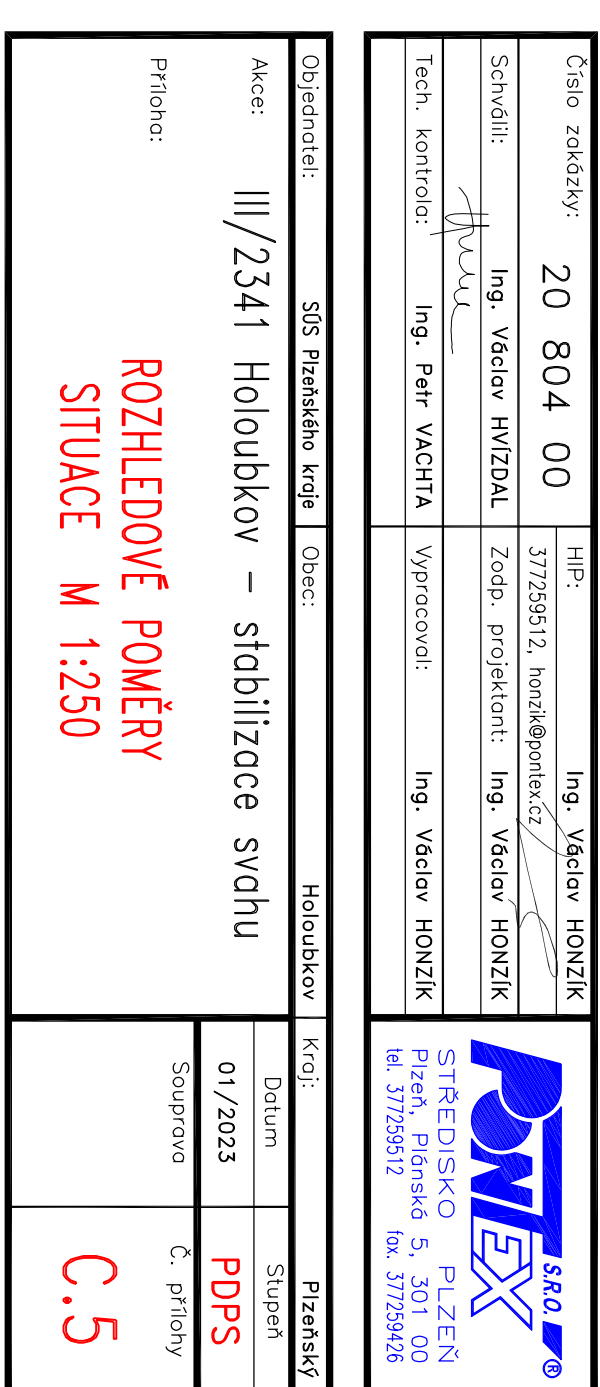 Číslo zakázky: 20 804 00
HIP: Ing. Václav HONZÍK
377259512, honzik@pontex.cz
Schválil: Ing. Václav HVÍZDAL
Zodp. projektant: Ing. Václav HONZÍK
Tech. kontrola: Ing. Petr VACHTA
Vypracoval: Ing. Václav HONZÍK
PONTEX S.R.O. ®
STŘEDISKO PLZEŇ
Plzeň, Plánská 5, 301 00
tel. 377259512 fax. 377259426
Objednatel: SÚS Plzeňského kraje
Obec: Holoubkov
Kraj: Plzeňský
Akce: III/2341 Holoubkov – stabilizace svahu
Datum
01/2023
Stupeň
PDPS
Příloha:
ROZHLEDOVÉ POMĚRY
SITUACE M 1:250
Souprava
Č. přílohy
C.5